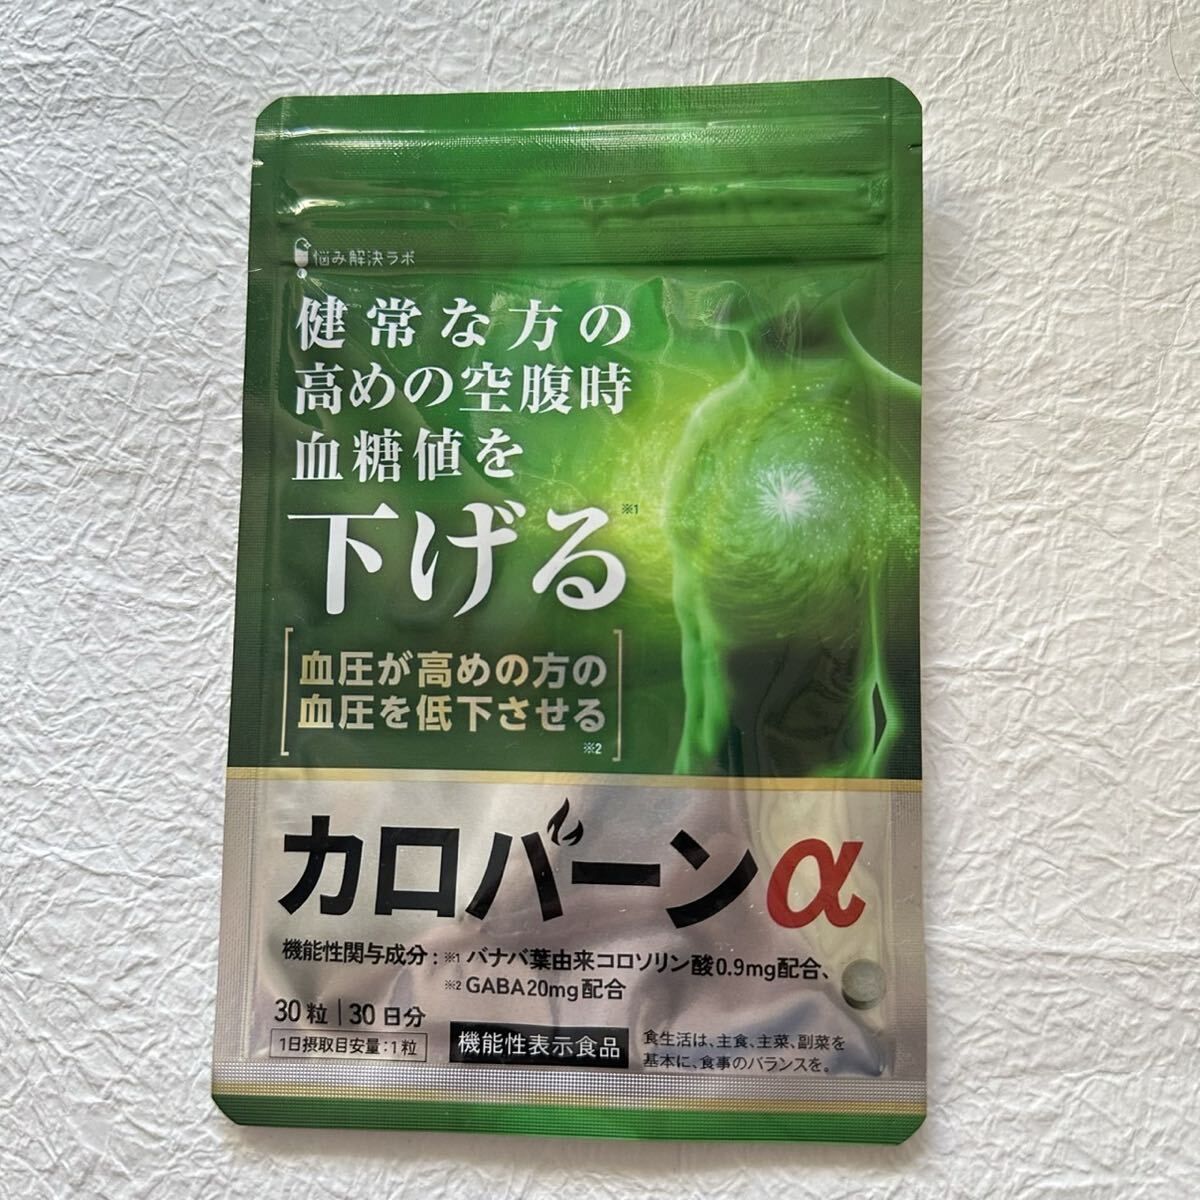 悩み解決ラボ
健常な方の
高めの空腹時
血糖値を
下げる※1
血圧が高めの方の
血圧を低下させる
※2
カロバーンα
機能性関与成分:※1 バナバ葉由来コロソリン酸0.9mg配合、
※2 GABA20mg配合
30粒|30日分
1日摂取目安量:1粒
機能性表示食品
食生活は、主食、主菜、副菜を
基本に、食事のバランスを。